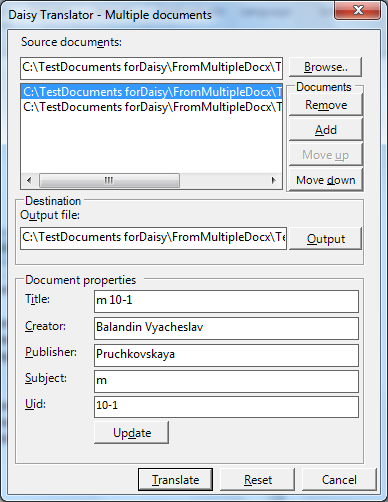 Daisy Translator - Multiple documents
Source documents:
C:\TestDocuments forDaisy\FromMultipleDocx\T
Browse..
C:\TestDocuments forDaisy\FromMultipleDocx\T
C:\TestDocuments forDaisy\FromMultipleDocx\T
Documents
Remove
Add
Move up
Move down
Destination
Output file:
C:\TestDocuments forDaisy\FromMultipleDocx\Te
Output
Document properties
Title:
m 10-1
Creator:
Balandin Vyacheslav
Publisher:
Pruchkovskaya
Subject:
m
Uid:
10-1
Update
Translate
Reset
Cancel